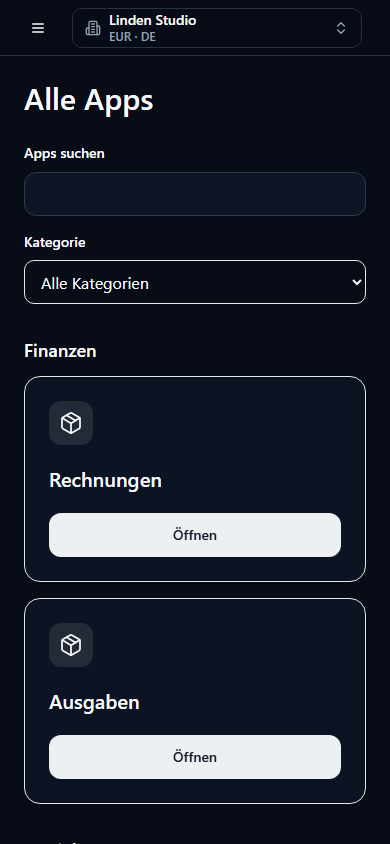 Linden Studio
EUR · DE
Alle Apps
Apps suchen
Kategorie
Alle Kategorien
Finanzen
Rechnungen
Öffnen
Ausgaben
Öffnen